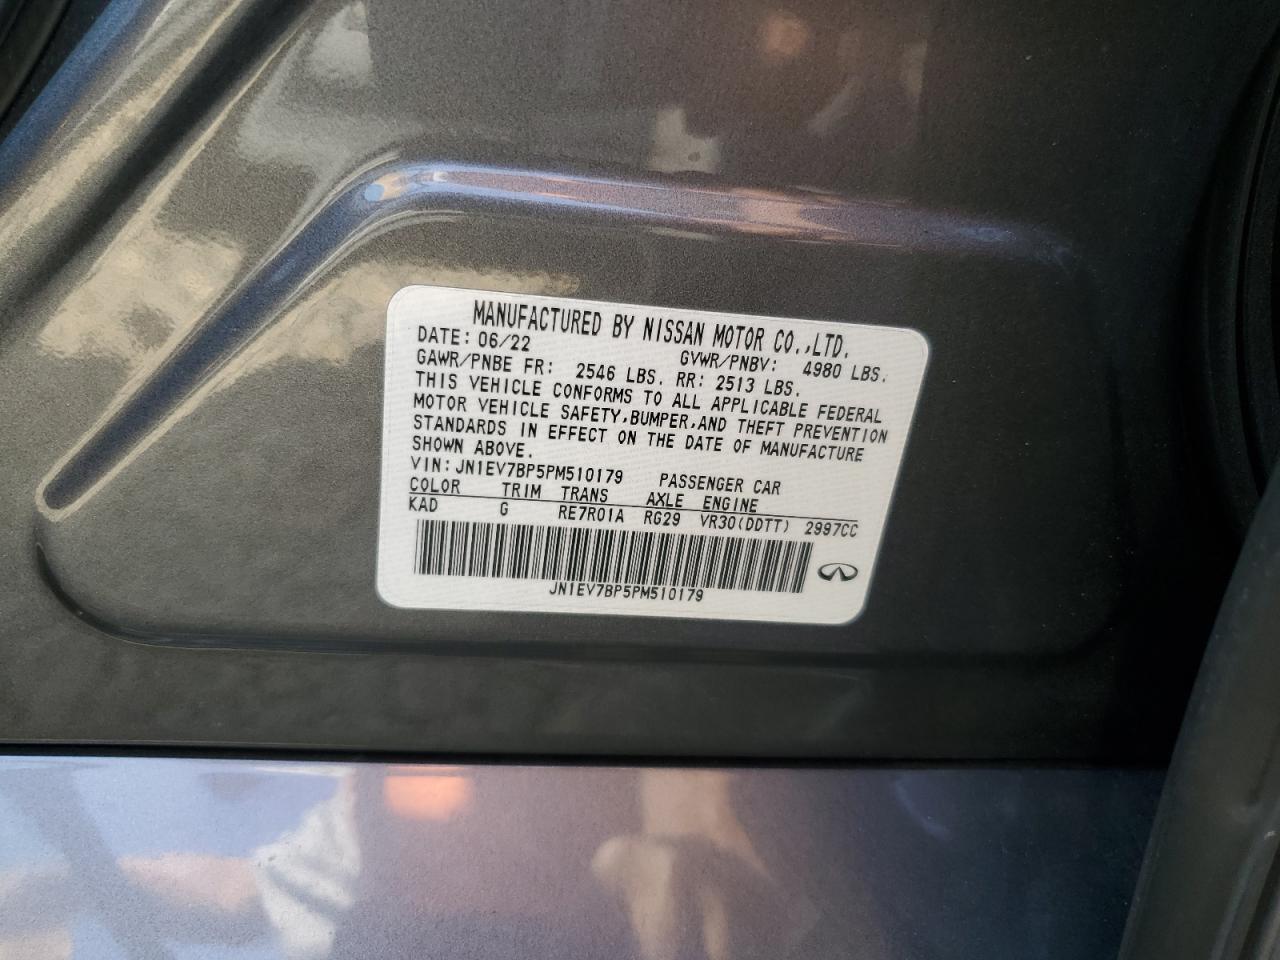 MANUFACTURED BY NISSAN MOTOR CO.,LTD.
DATE: 06/22 GVWR/PNBV: 4980 LBS.
GAWR/PNBE FR: 2546 LBS. RR: 2513 LBS.
THIS VEHICLE CONFORMS TO ALL APPLICABLE FEDERAL
MOTOR VEHICLE SAFETY,BUMPER,AND THEFT PREVENTION
STANDARDS IN EFFECT ON THE DATE OF MANUFACTURE
SHOWN ABOVE.
VIN:JN1EV7BP5PM510179 PASSENGER CAR
COLOR TRIM TRANS AXLE ENGINE
KAD G RE7R01A RG29 VR30(DDTT) 2997CC
JN1EV7BP5PM510179